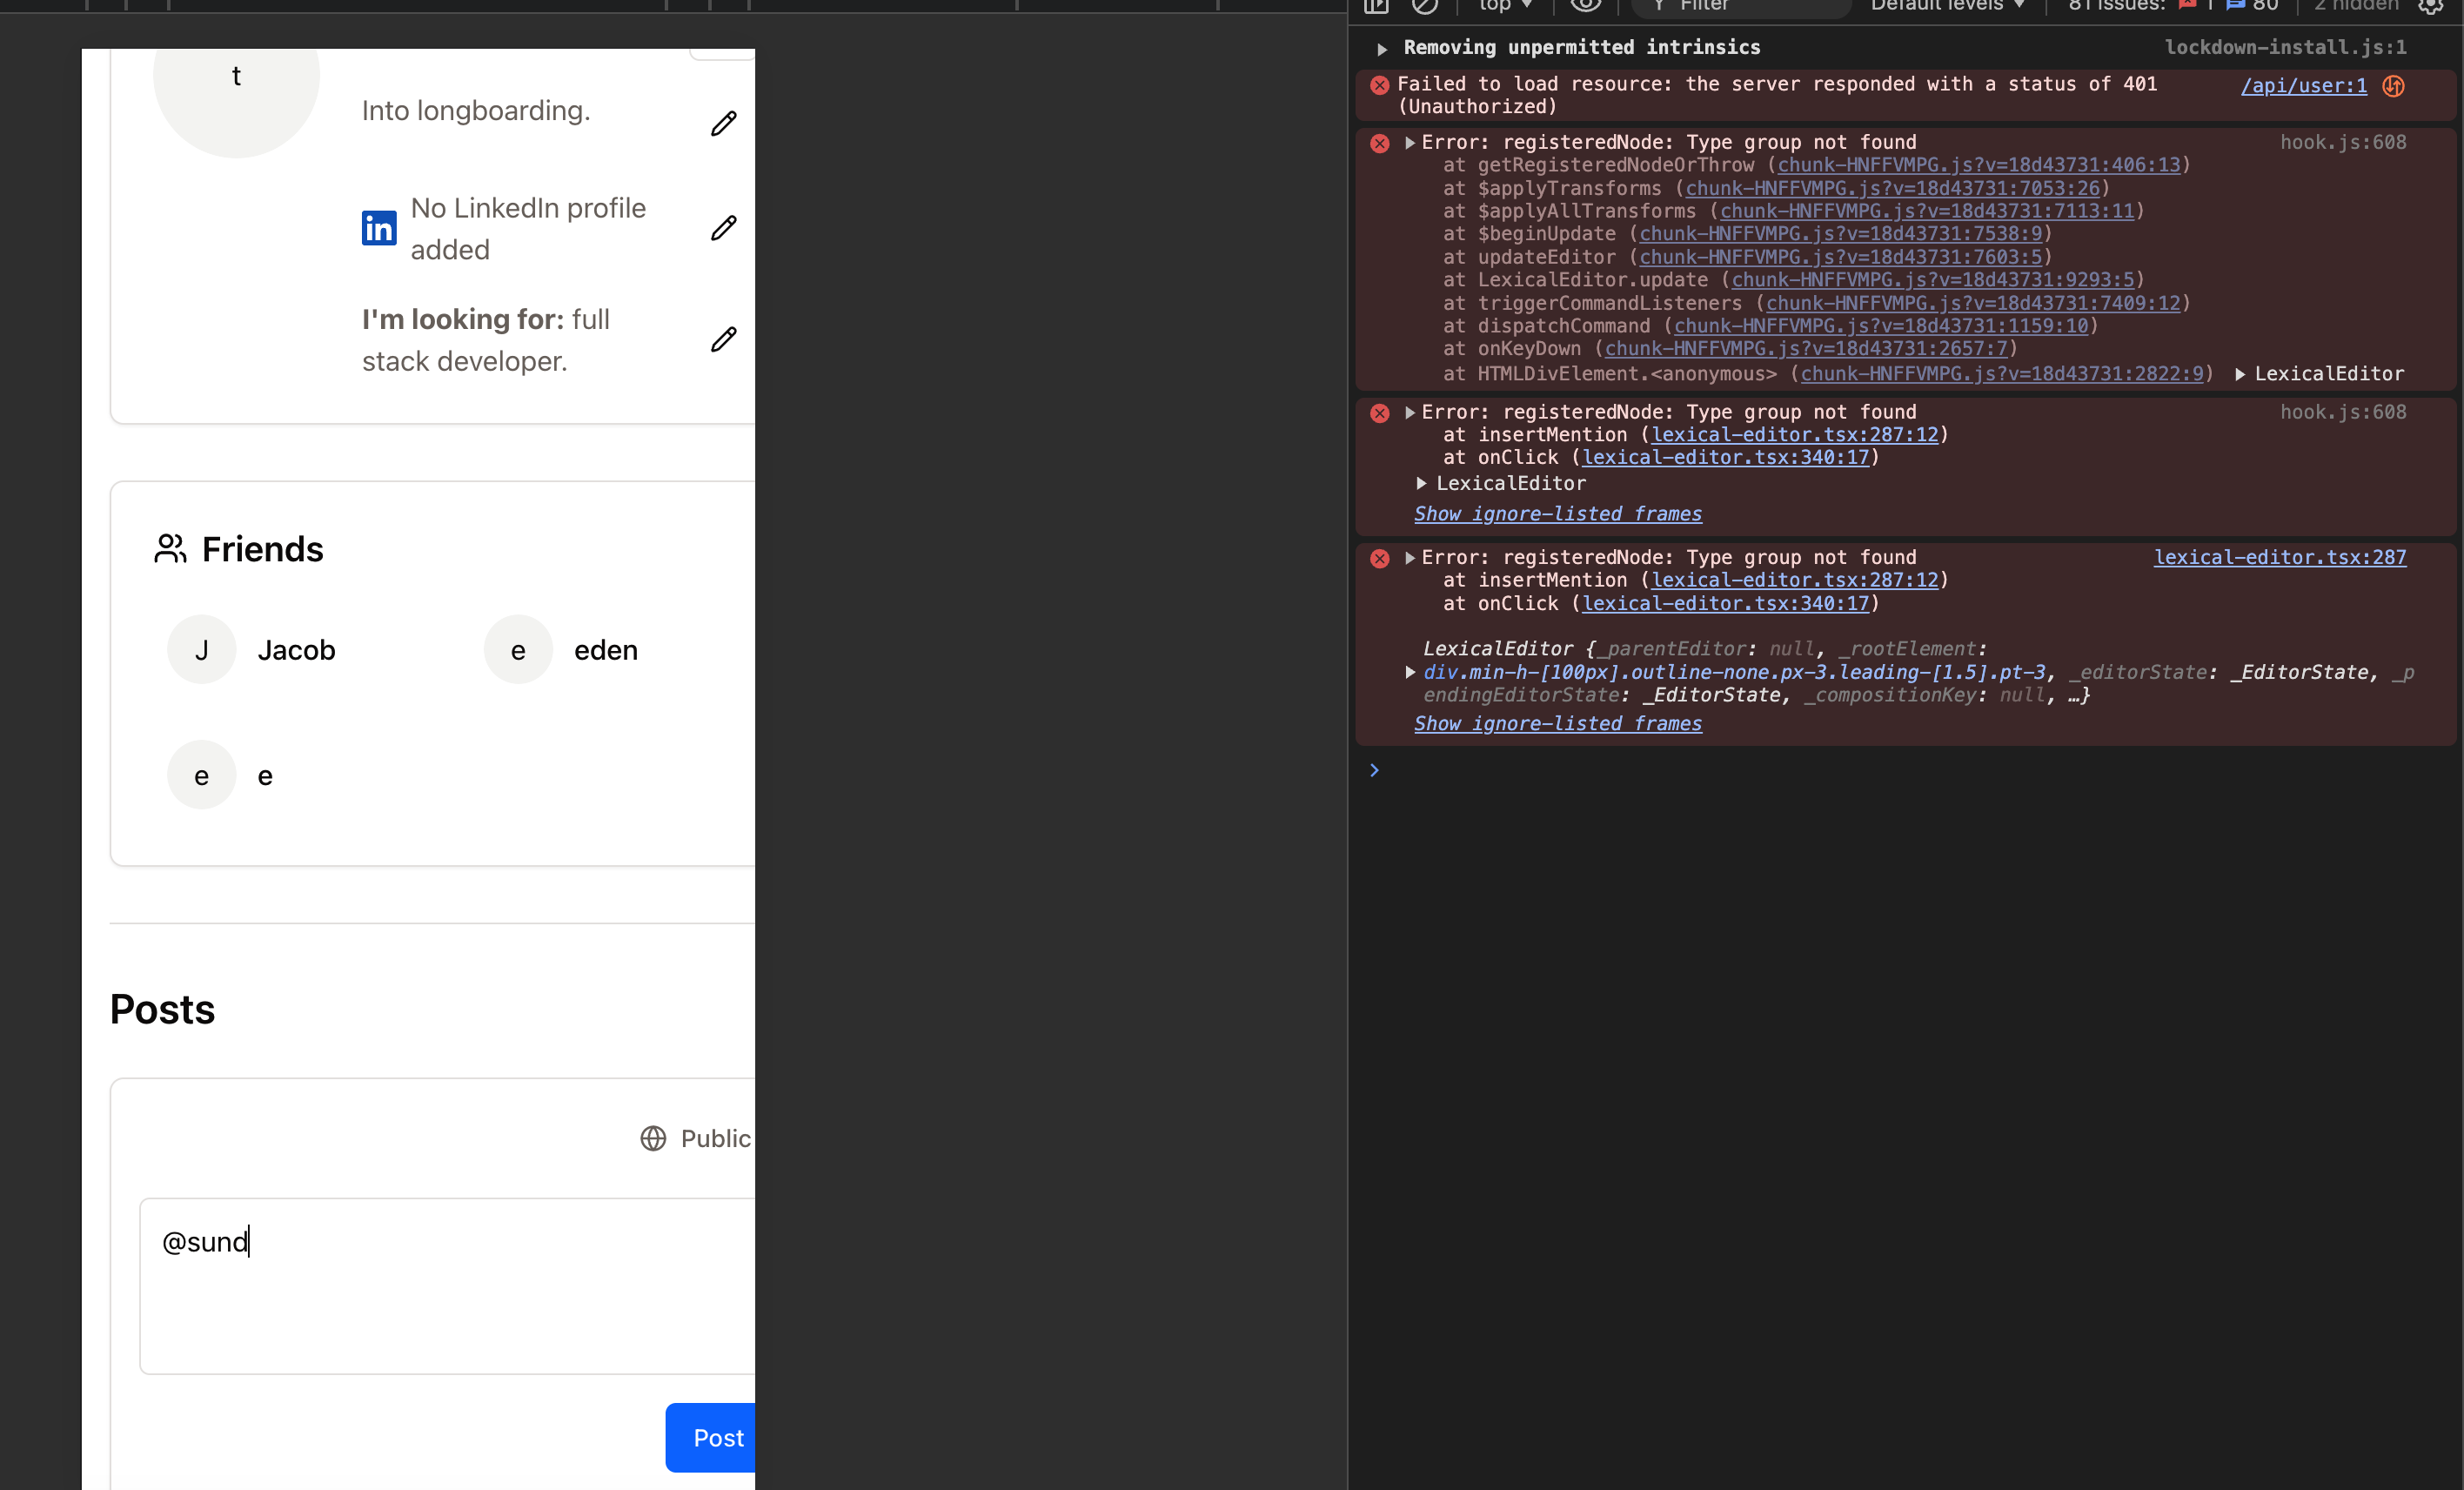 t
Into longboarding.
in No LinkedIn profile
added
I'm looking for: full
stack developer.
Friends
J Jacob e eden
e e
Posts
Public
@sund
Post
top ▼ Filter Default levels ▼ 81 Issues: 1 80 2 hidden
Removing unpermitted intrinsics lockdown-install.js:1
Failed to load resource: the server responded with a status of 401 /api/user:1
(Unauthorized)
Error: registeredNode: Type group not found hook.js:608
at getRegisteredNodeOrThrow (chunk-HNFFVMPG.js?v=18d43731:406:13)
at $applyTransforms (chunk-HNFFVMPG.js?v=18d43731:7053:26)
at $applyAllTransforms (chunk-HNFFVMPG.js?v=18d43731:7113:11)
at $beginUpdate (chunk-HNFFVMPG.js?v=18d43731:7538:9)
at updateEditor (chunk-HNFFVMPG.js?v=18d43731:7603:5)
at LexicalEditor.update (chunk-HNFFVMPG.js?v=18d43731:9293:5)
at triggerCommandListeners (chunk-HNFFVMPG.js?v=18d43731:7409:12)
at dispatchCommand (chunk-HNFFVMPG.js?v=18d43731:1159:10)
at onKeyDown (chunk-HNFFVMPG.js?v=18d43731:2657:7)
at HTMLDivElement.<anonymous> (chunk-HNFFVMPG.js?v=18d43731:2822:9) ▶ LexicalEditor
Error: registeredNode: Type group not found hook.js:608
at insertMention (lexical-editor.tsx:287:12)
at onClick (lexical-editor.tsx:340:17)
▶ LexicalEditor
Show ignore-listed frames
Error: registeredNode: Type group not found lexical-editor.tsx:287
at insertMention (lexical-editor.tsx:287:12)
at onClick (lexical-editor.tsx:340:17)
LexicalEditor {_parentEditor: null, _rootElement:
div.min-h-[100px].outline-none.px-3.leading-[1.5].pt-3, _editorState: _EditorState, _p
endingEditorState: _EditorState, _compositionKey: null, …}
Show ignore-listed frames